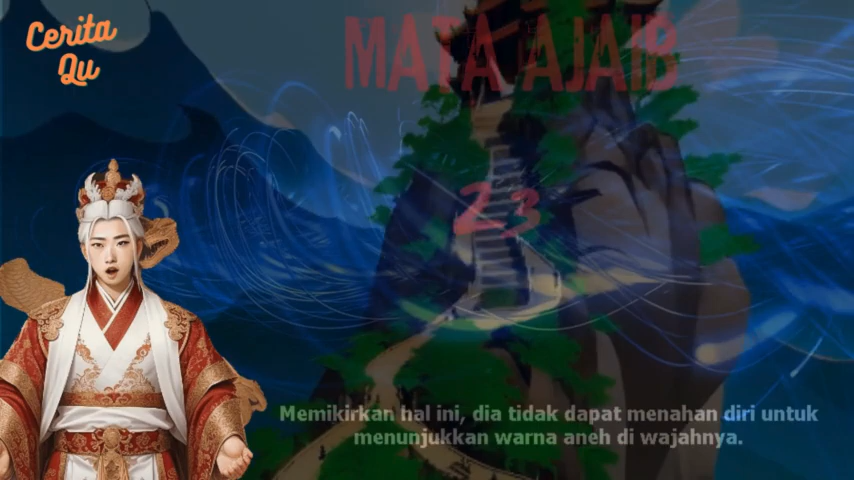 Cerita
Qu
MATA AJAIB
23
Memikirkan hal ini, dia tidak dapat menahan diri untuk
menunjukkan warna aneh di wajahnya.